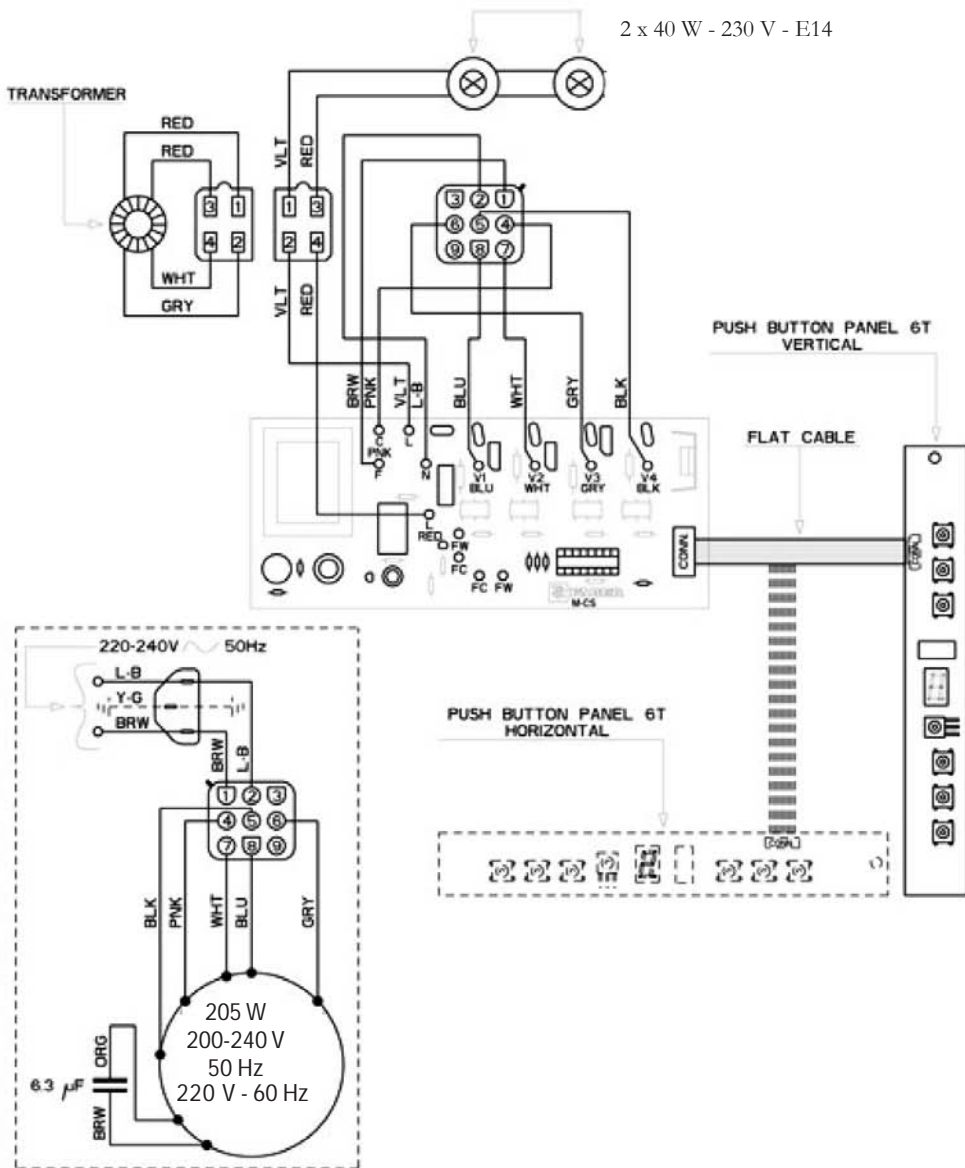 2 x 40 W - 230 V - E14
TRANSFORMER
RED
RED
WHT
GRY
3 1
4 2
VLT
RED
1 3
2 4
VLT
RED
3 2 1
6 5 4
9 8 7
BRW
PNK
VLT
L-B
BLU
WHT
GRY
BLK
PUSH BUTTON PANEL 6T
VERTICAL
FLAT CABLE
C
PNK
F
L
N
V1
BLU
V2
WHT
V3
GRY
V4
BLK
L
RED
FW
FC
FC FW
FABER
M-CS
CONN.
220-240V 50Hz
L-B
Y-G
BRW
BRW
L-B
1 2 3
4 5 6
7 8 9
BLK
PNK
WHT
BLU
GRY
PUSH BUTTON PANEL 6T
HORIZONTAL
205 W
200-240 V
50 Hz
220 V - 60 Hz
6.3 µF
ORG
BRW